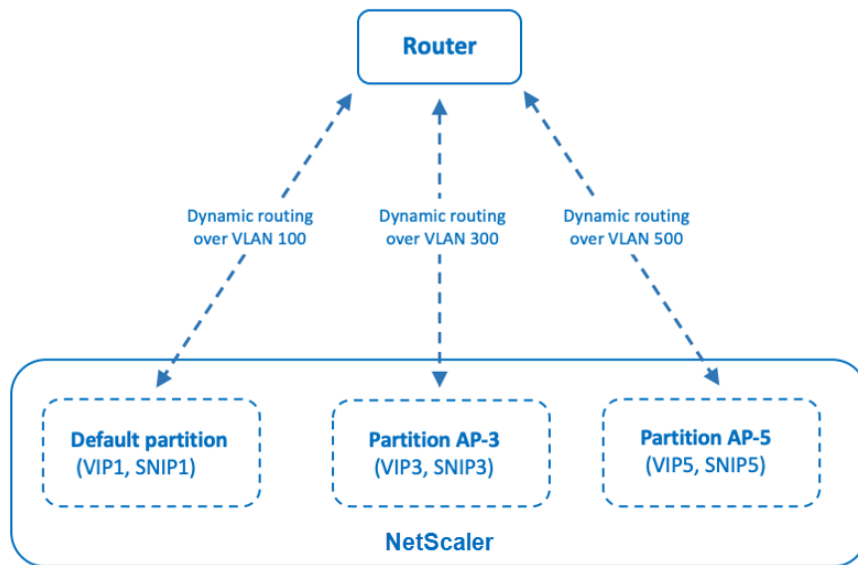 Router
Dynamic routing
over VLAN 100
Dynamic routing
over VLAN 300
Dynamic routing
over VLAN 500
Default partition
(VIP1, SNIP1)
Partition AP-3
(VIP3, SNIP3)
Partition AP-5
(VIP5, SNIP5)
NetScaler